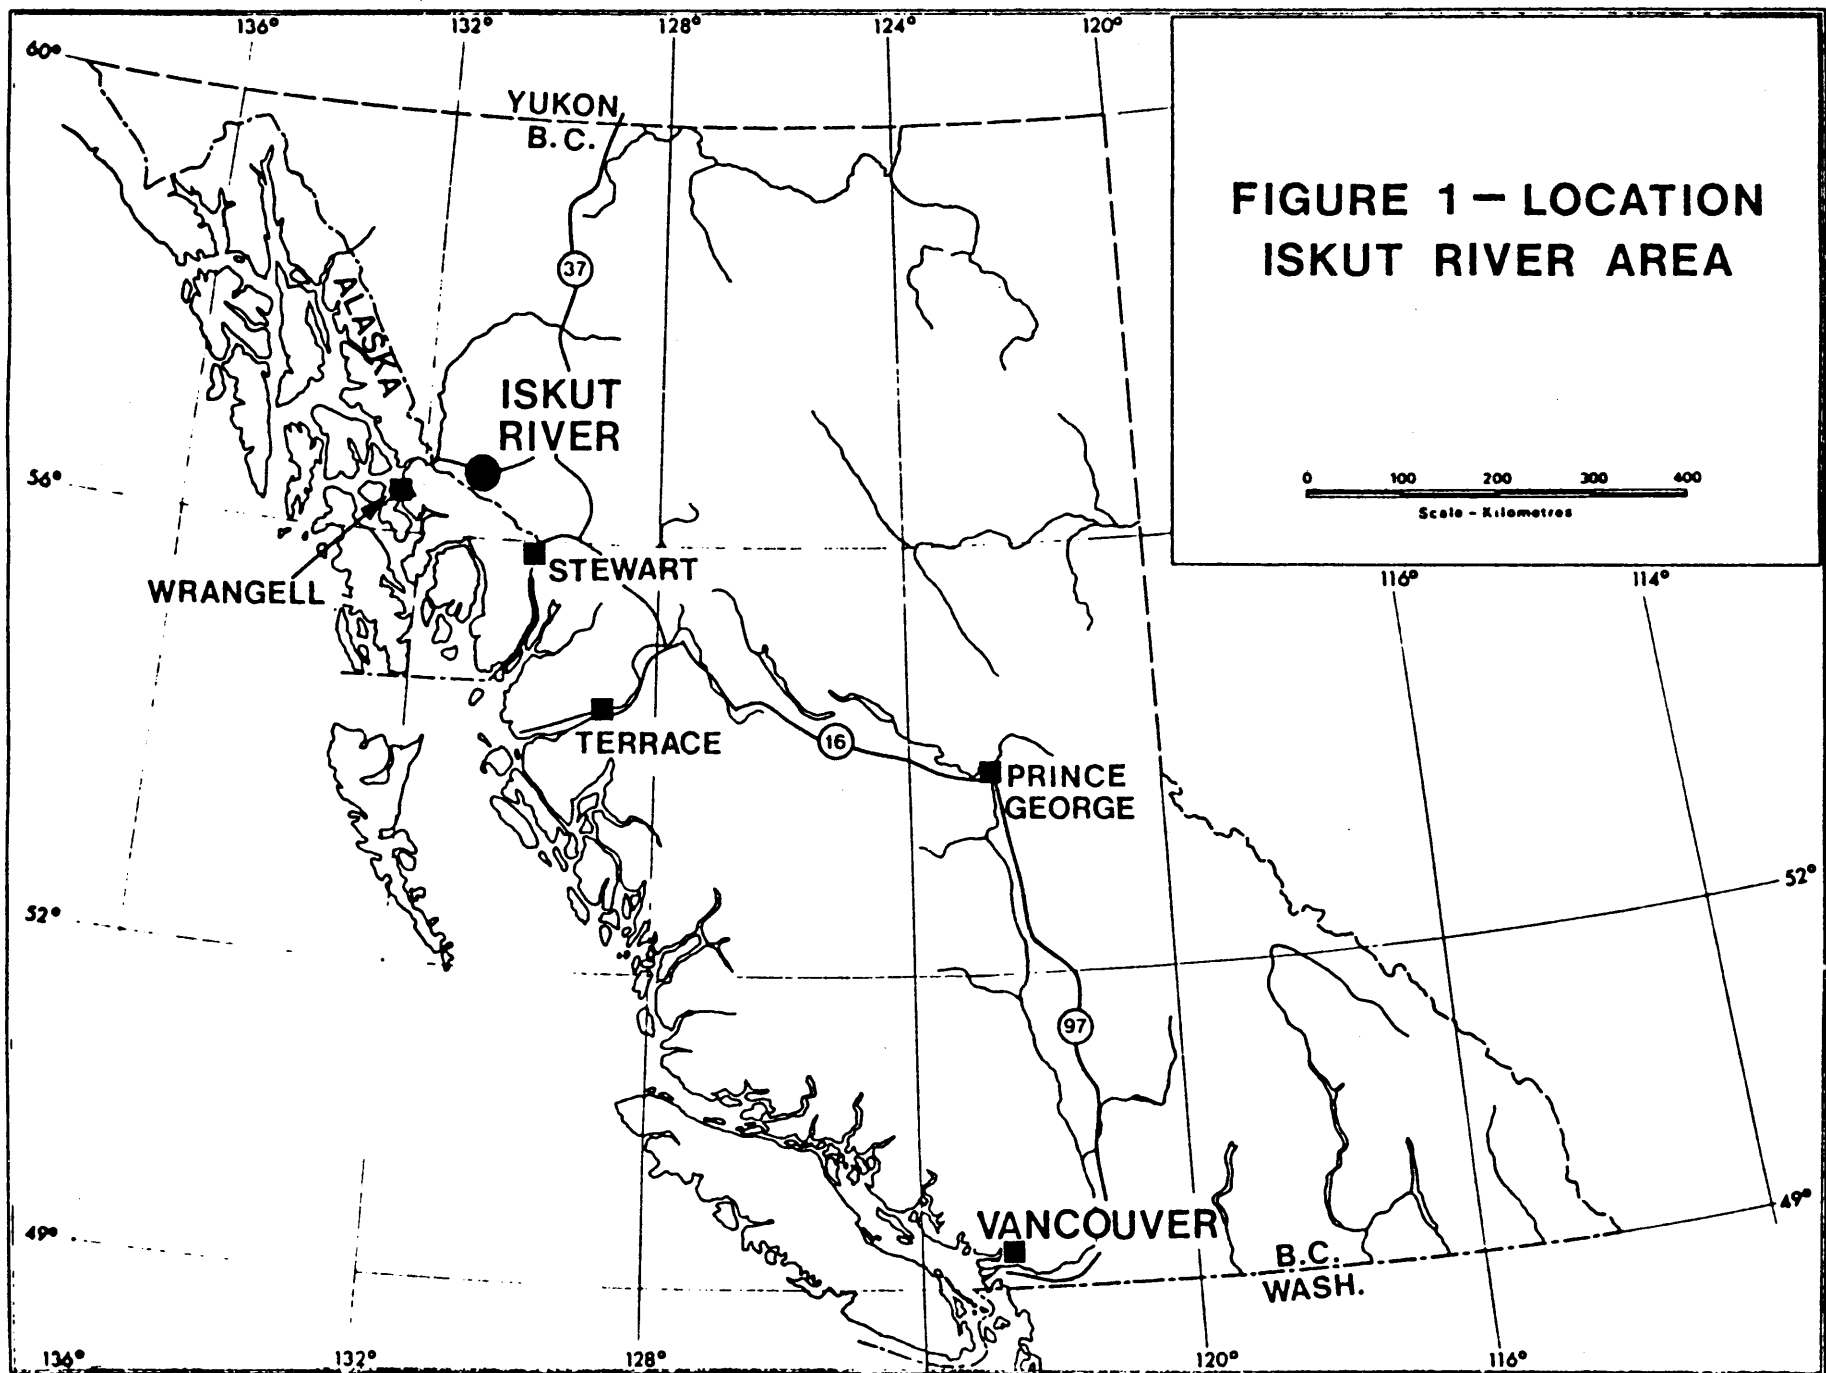 136°
132°
128°
124°
120°
60°
YUKON
B.C.
FIGURE 1 — LOCATION
ISKUT RIVER AREA
37
ALASKA
ISKUT
RIVER
0 100 200 300 400
Scale - Kilometres
56°
STEWART
WRANGELL
116°
114°
TERRACE
16
PRINCE
GEORGE
52°
52°
97
VANCOUVER
49°
49°
B.C.
WASH.
136°
132°
128°
120°
116°